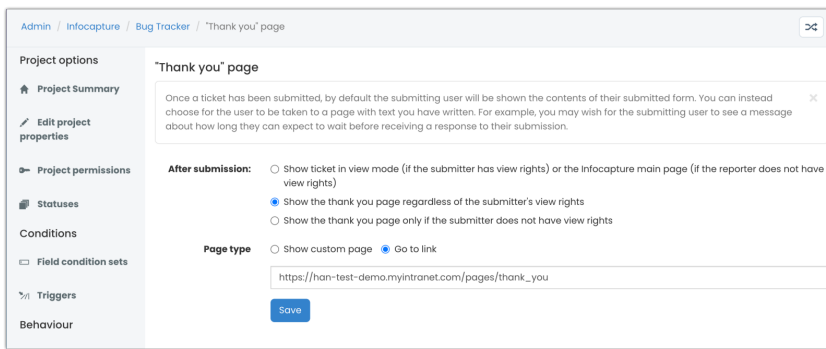 Admin / Infocapture / Bug Tracker / "Thank you" page
Project options
Project Summary
Edit project
properties
Project permissions
Statuses
Conditions
Field condition sets
Triggers
Behaviour
"Thank you" page
Once a ticket has been submitted, by default the submitting user will be shown the contents of their submitted form. You can instead
choose for the user to be taken to a page with text you have written. For example, you may wish for the submitting user to see a message
about how long they can expect to wait before receiving a response to their submission.
After submission:
Show ticket in view mode (if the submitter has view rights) or the Infocapture main page (if the reporter does not have
view rights)
Show the thank you page regardless of the submitter's view rights
Show the thank you page only if the submitter does not have view rights
Page type
Show custom page Go to link
https://han-test-demo.myintranet.com/pages/thank_you
Save